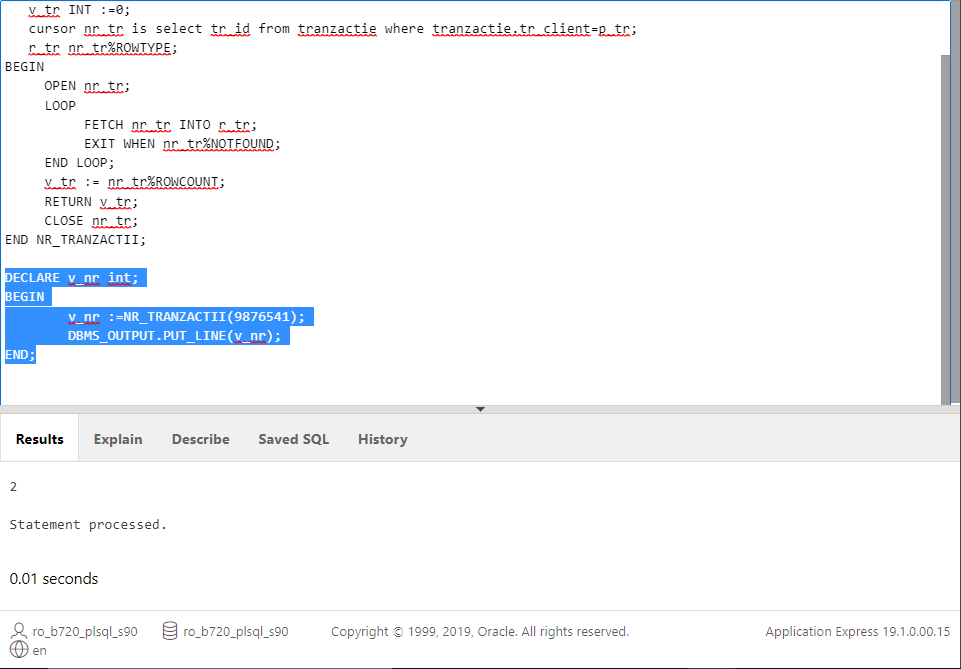 v_tr INT :=0;
cursor nr_tr is select tr_id from tranzactie where tranzactie.tr_client=p_tr;
r_tr nr_tr%ROWTYPE;
BEGIN
OPEN nr_tr;
LOOP
FETCH nr_tr INTO r_tr;
EXIT WHEN nr_tr%NOTFOUND;
END LOOP;
v_tr := nr_tr%ROWCOUNT;
RETURN v_tr;
CLOSE nr_tr;
END NR_TRANZACTII;
DECLARE v_nr int;
BEGIN
v_nr :=NR_TRANZACTII(9876541);
DBMS_OUTPUT.PUT_LINE(v_nr);
END;
Results Explain Describe Saved SQL History
2
Statement processed.
0.01 seconds
ro_b720_plsql_s90 ro_b720_plsql_s90 Copyright © 1999, 2019, Oracle. All rights reserved. Application Express 19.1.0.00.15
en